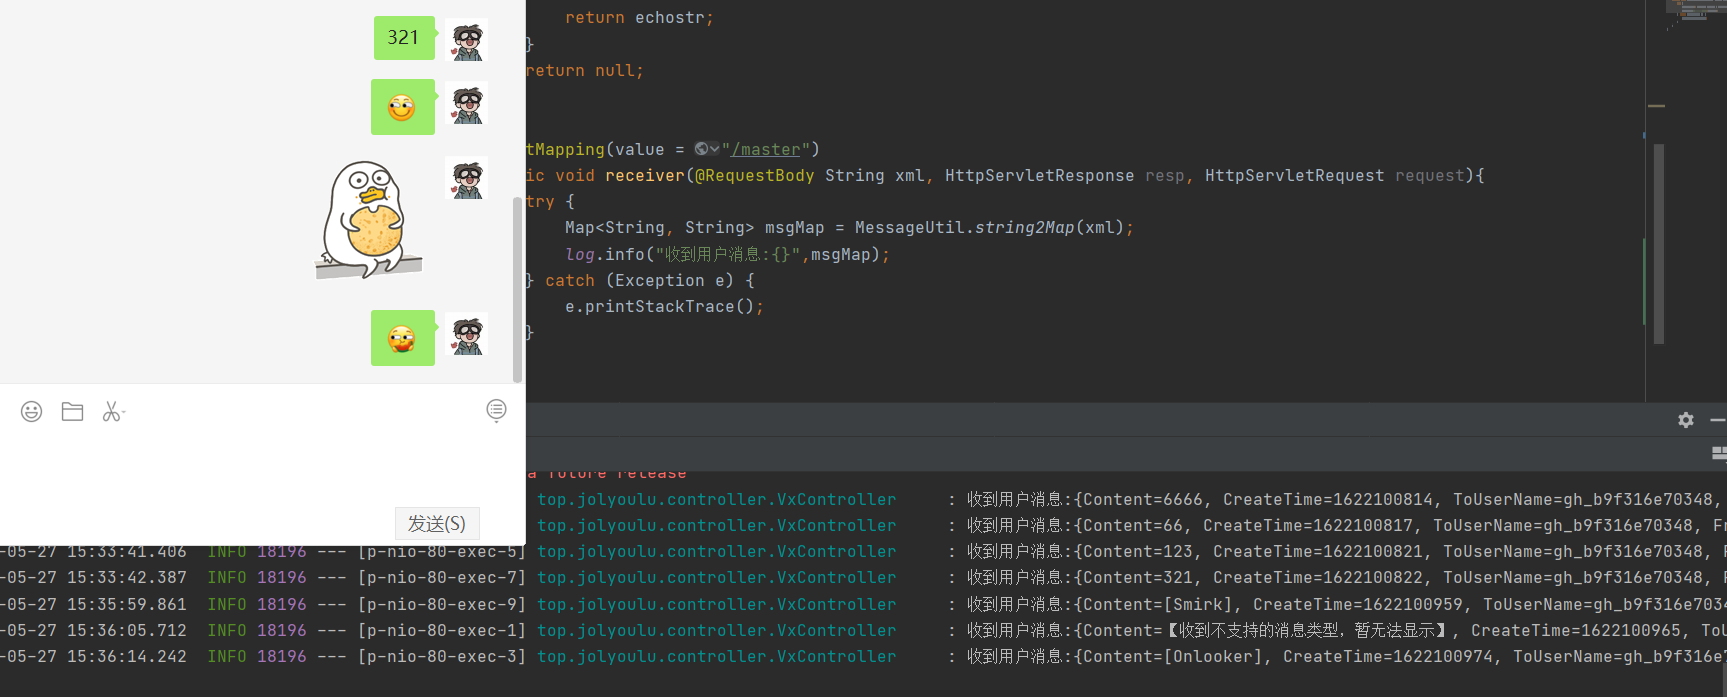 321
发送(S)
return echostr;
}
return null;
tMapping(value = "/master")
ic void receiver(@RequestBody String xml, HttpServletResponse resp, HttpServletRequest request){
try {
Map<String, String> msgMap = MessageUtil.string2Map(xml);
log.info("收到用户消息:{}",msgMap);
} catch (Exception e) {
e.printStackTrace();
}
a future release
top.jolyoulu.controller.VxController : 收到用户消息:{Content=6666, CreateTime=1622100814, ToUserName=gh_b9f316e70348,
top.jolyoulu.controller.VxController : 收到用户消息:{Content=66, CreateTime=1622100817, ToUserName=gh_b9f316e70348, Fr
-05-27 15:33:41.406 INFO 18196 --- [p-nio-80-exec-5] top.jolyoulu.controller.VxController : 收到用户消息:{Content=123, CreateTime=1622100821, ToUserName=gh_b9f316e70348, F
-05-27 15:33:42.387 INFO 18196 --- [p-nio-80-exec-7] top.jolyoulu.controller.VxController : 收到用户消息:{Content=321, CreateTime=1622100822, ToUserName=gh_b9f316e70348, F
-05-27 15:35:59.861 INFO 18196 --- [p-nio-80-exec-9] top.jolyoulu.controller.VxController : 收到用户消息:{Content=[Smirk], CreateTime=1622100959, ToUserName=gh_b9f316e7034
-05-27 15:36:05.712 INFO 18196 --- [p-nio-80-exec-1] top.jolyoulu.controller.VxController : 收到用户消息:{Content=【收到不支持的消息类型，暂无法显示】, CreateTime=1622100965, ToU
-05-27 15:36:14.242 INFO 18196 --- [p-nio-80-exec-3] top.jolyoulu.controller.VxController : 收到用户消息:{Content=[Onlooker], CreateTime=1622100974, ToUserName=gh_b9f316e7